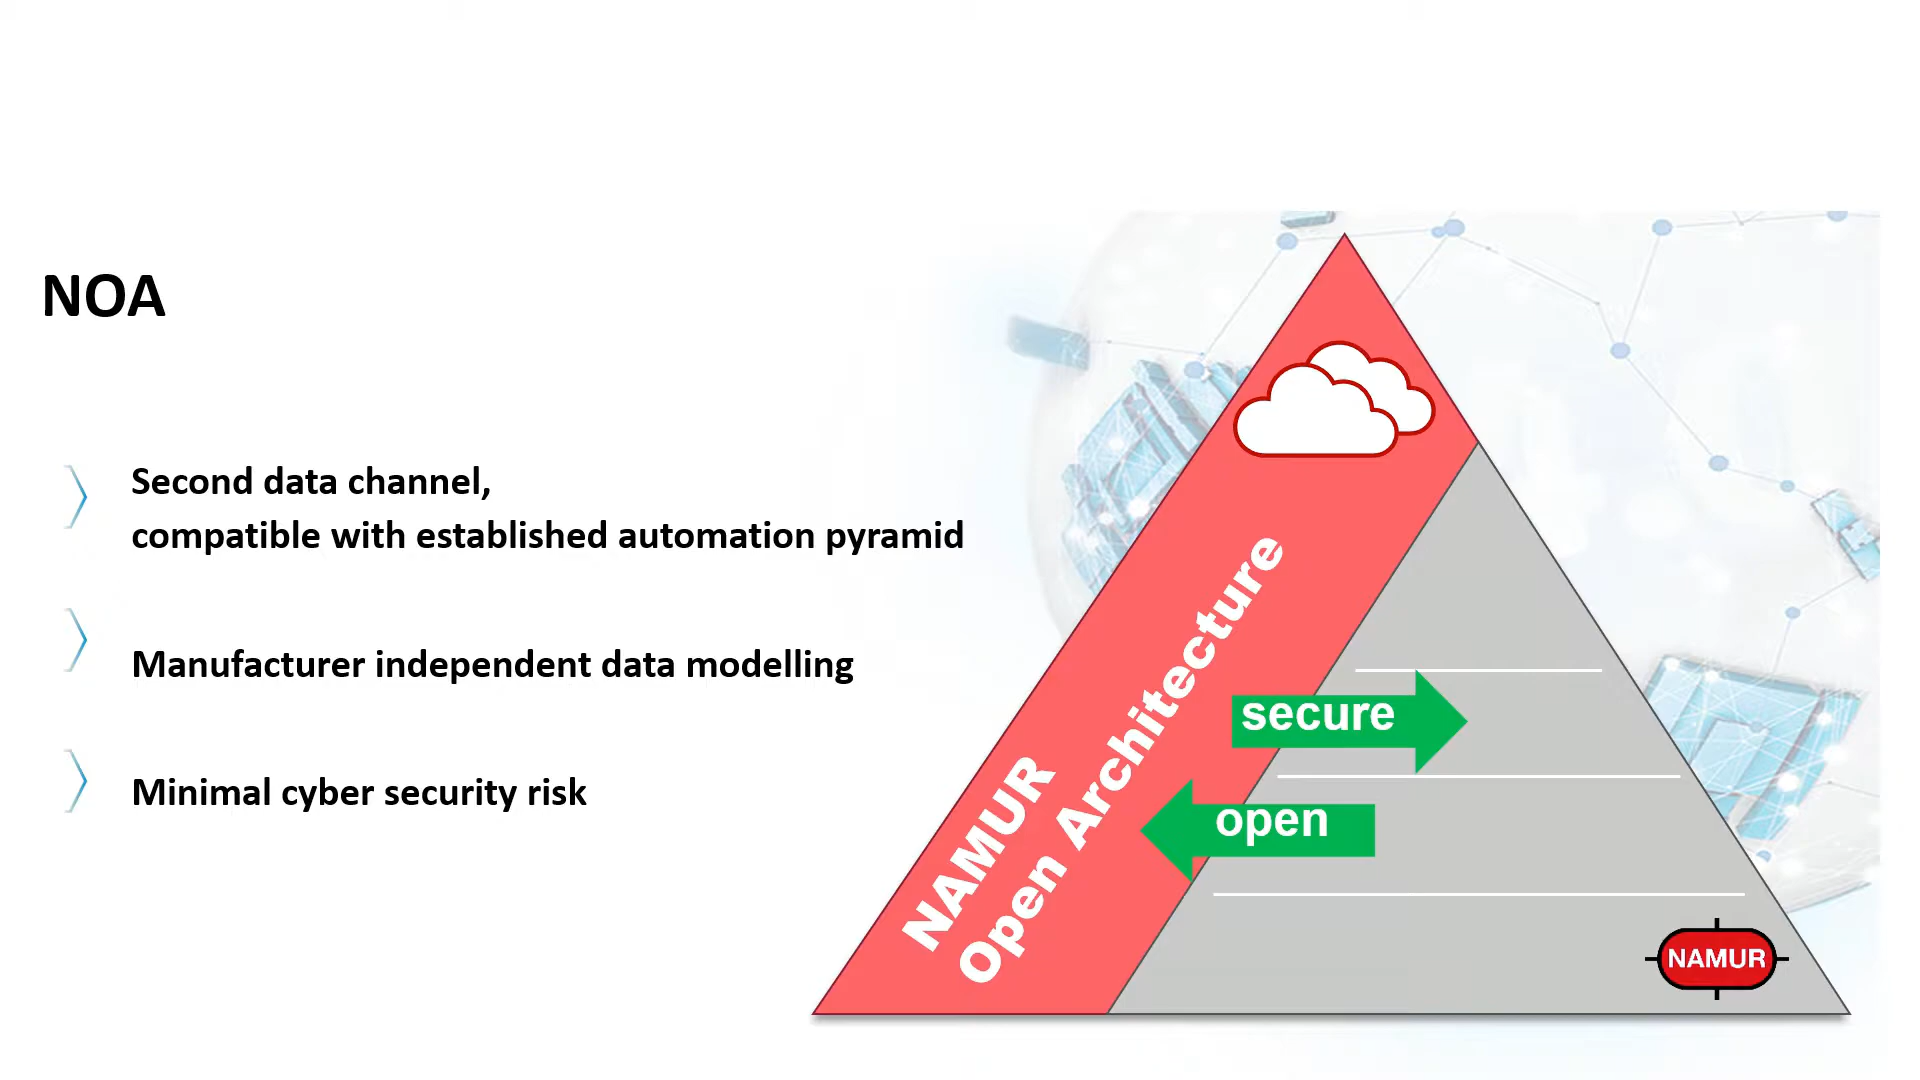 NOA
Second data channel,
compatible with established automation pyramid
Manufacturer independent data modelling
Minimal cyber security risk
NAMUR
Open Architecture
secure
open
NAMUR